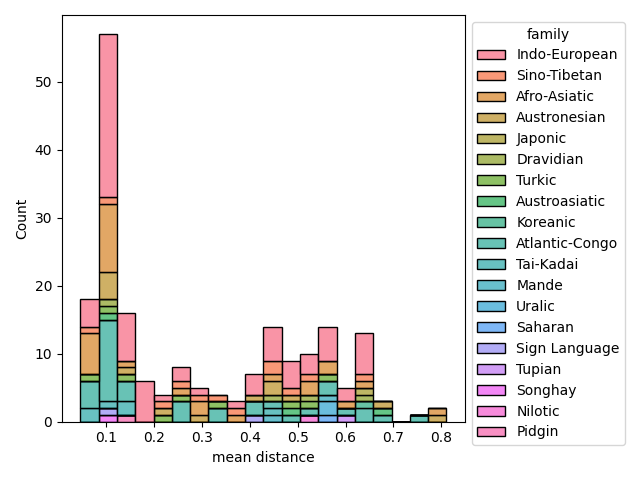 family
Indo-European
Sino-Tibetan
Afro-Asiatic
Austronesian
Japonic
Dravidian
Turkic
Austroasiatic
Koreanic
Atlantic-Congo
Tai-Kadai
Mande
Uralic
Saharan
Sign Language
Tupian
Songhay
Nilotic
Pidgin
Count
50
40
30
20
10
0
0.1 0.2 0.3 0.4 0.5 0.6 0.7 0.8
mean distance